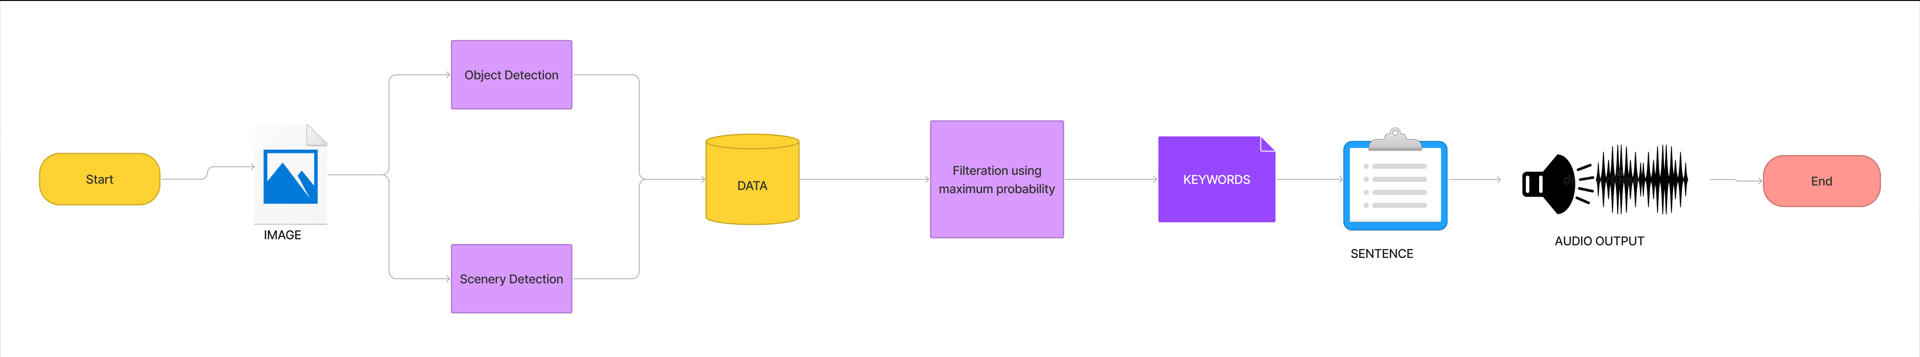 Start
IMAGE
Object Detection
Scenery Detection
DATA
Filteration using
maximum probability
KEYWORDS
SENTENCE
AUDIO OUTPUT
End